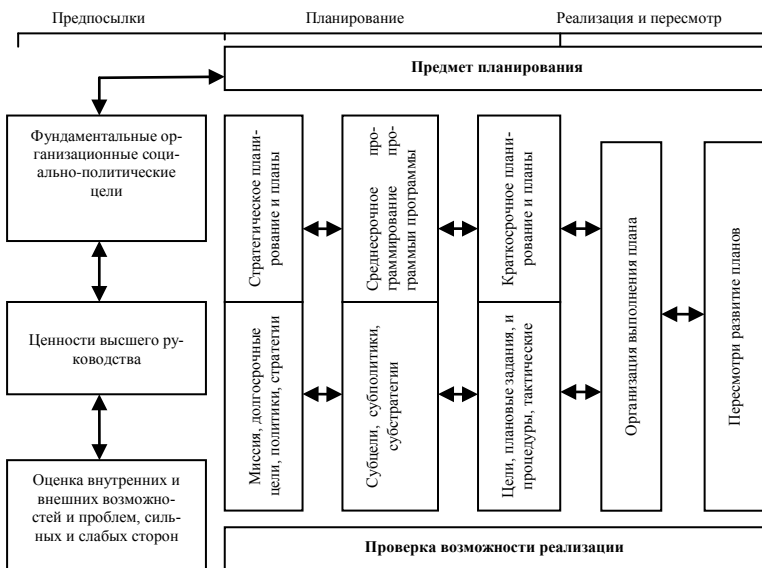 Предпосылки
Планирование
Реализация и пересмотр
Предмет планирования
Фундаментальные ор-
ганизационные соци-
ально-политические
цели
Ценности высшего ру-
ководства
Оценка внутренних и
внешних возможно-
стей и проблем, силь-
ных и слабых сторон
Стратегическое плани-
рование и планы
Миссия, долгосрочные
цели, политики, стратегии
Среднесрочное про-
граммирование про-
граммыи программы
Субцели, субполитики,
субстратегии
Краткосрочное плани-
рование и планы
Цели, плановые задания, и
процедуры, тактические
Организация выполнения плана
Пересмотри развитие планов
Проверка возможности реализации